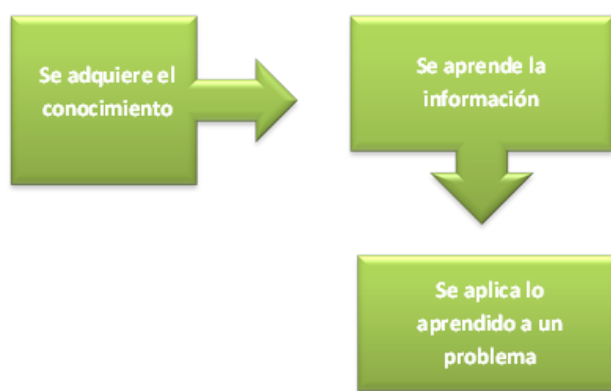 Se adquiere el
conocimiento
Se aprende la
información
Se aplica lo
aprendido a un
problema